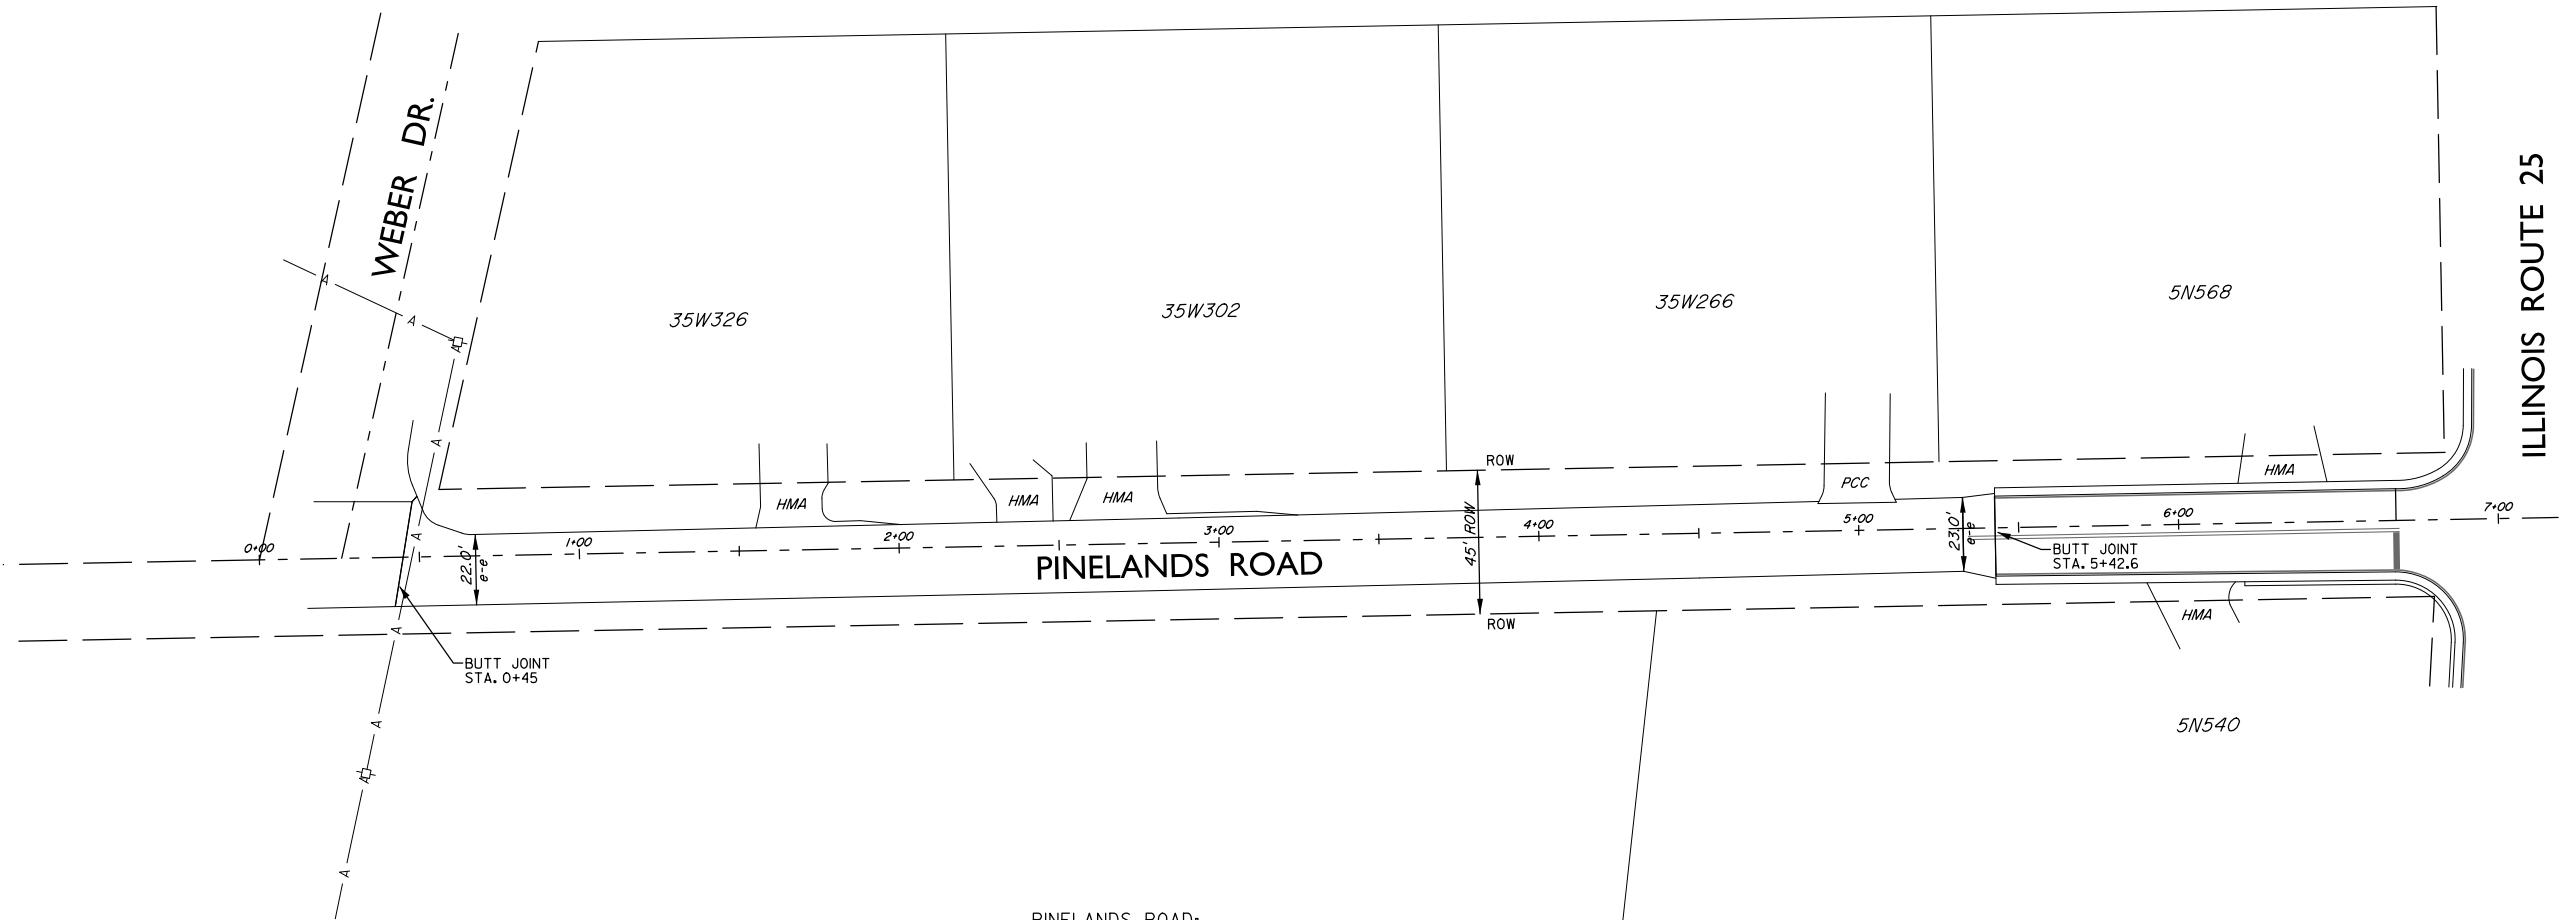 WEBER DR.
ILLINOIS ROUTE 25
35W326
35W302
35W266
5N568
A
A
A
A
A
A
A
A
A
ROW
HMA
HMA
HMA
PCC
HMA
0+00
1+00
2+00
3+00
4+00
5+00
6+00
7+00
22.0'
e-e
PINELANDS ROAD
45' ROW
23.0'
e-e
BUTT JOINT
STA. 5+42.6
HMA
ROW
BUTT JOINT
STA. 0+45
5N540
PINELANDS ROAD: